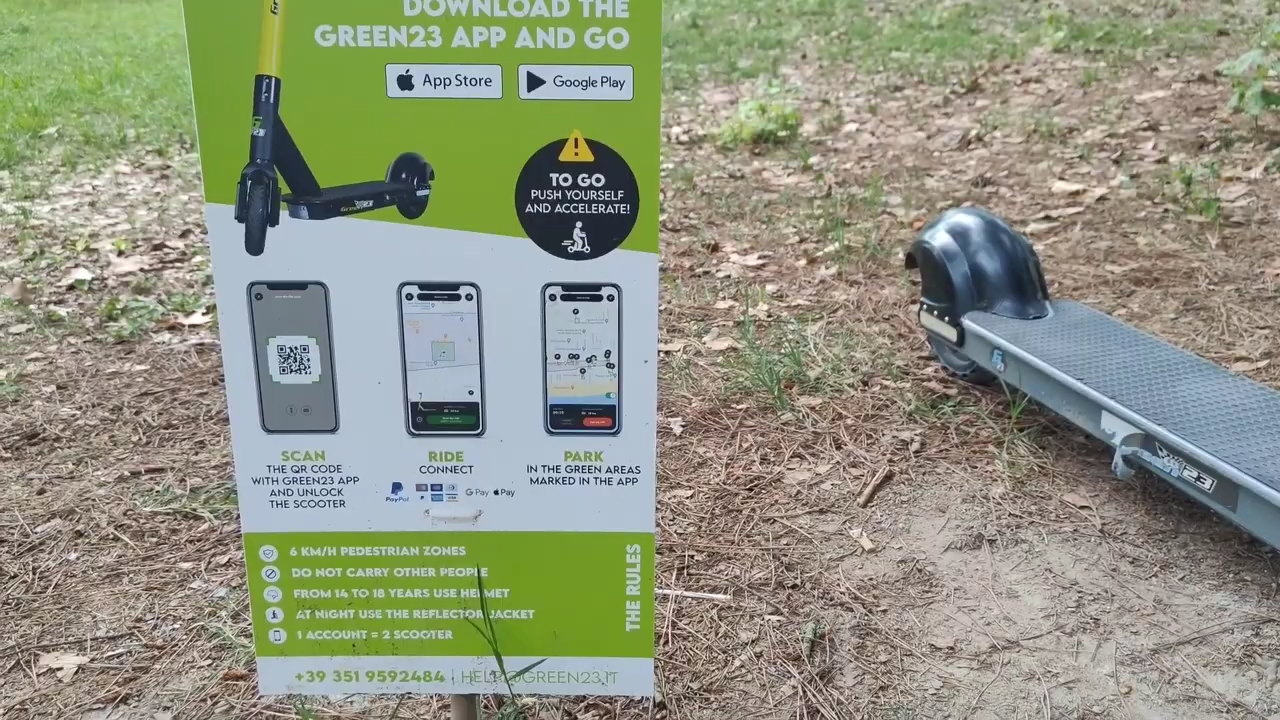 DOWNLOAD THE
GREEN23 APP AND GO
App Store
Google Play
TO GO
PUSH YOURSELF
AND ACCELERATE!
SCAN
THE QR CODE
WITH GREEN23 APP
AND UNLOCK
THE SCOOTER
RIDE
CONNECT
PayPal
G Pay
Pay
PARK
IN THE GREEN AREAS
MARKED IN THE APP
THE RULES
6 KM/H PEDESTRIAN ZONES
DO NOT CARRY OTHER PEOPLE
FROM 14 TO 18 YEARS USE HELMET
AT NIGHT USE THE REFLECTOR JACKET
1 ACCOUNT = 2 SCOOTER
+39 351 9592484 | HELP@GREEN23.IT
23